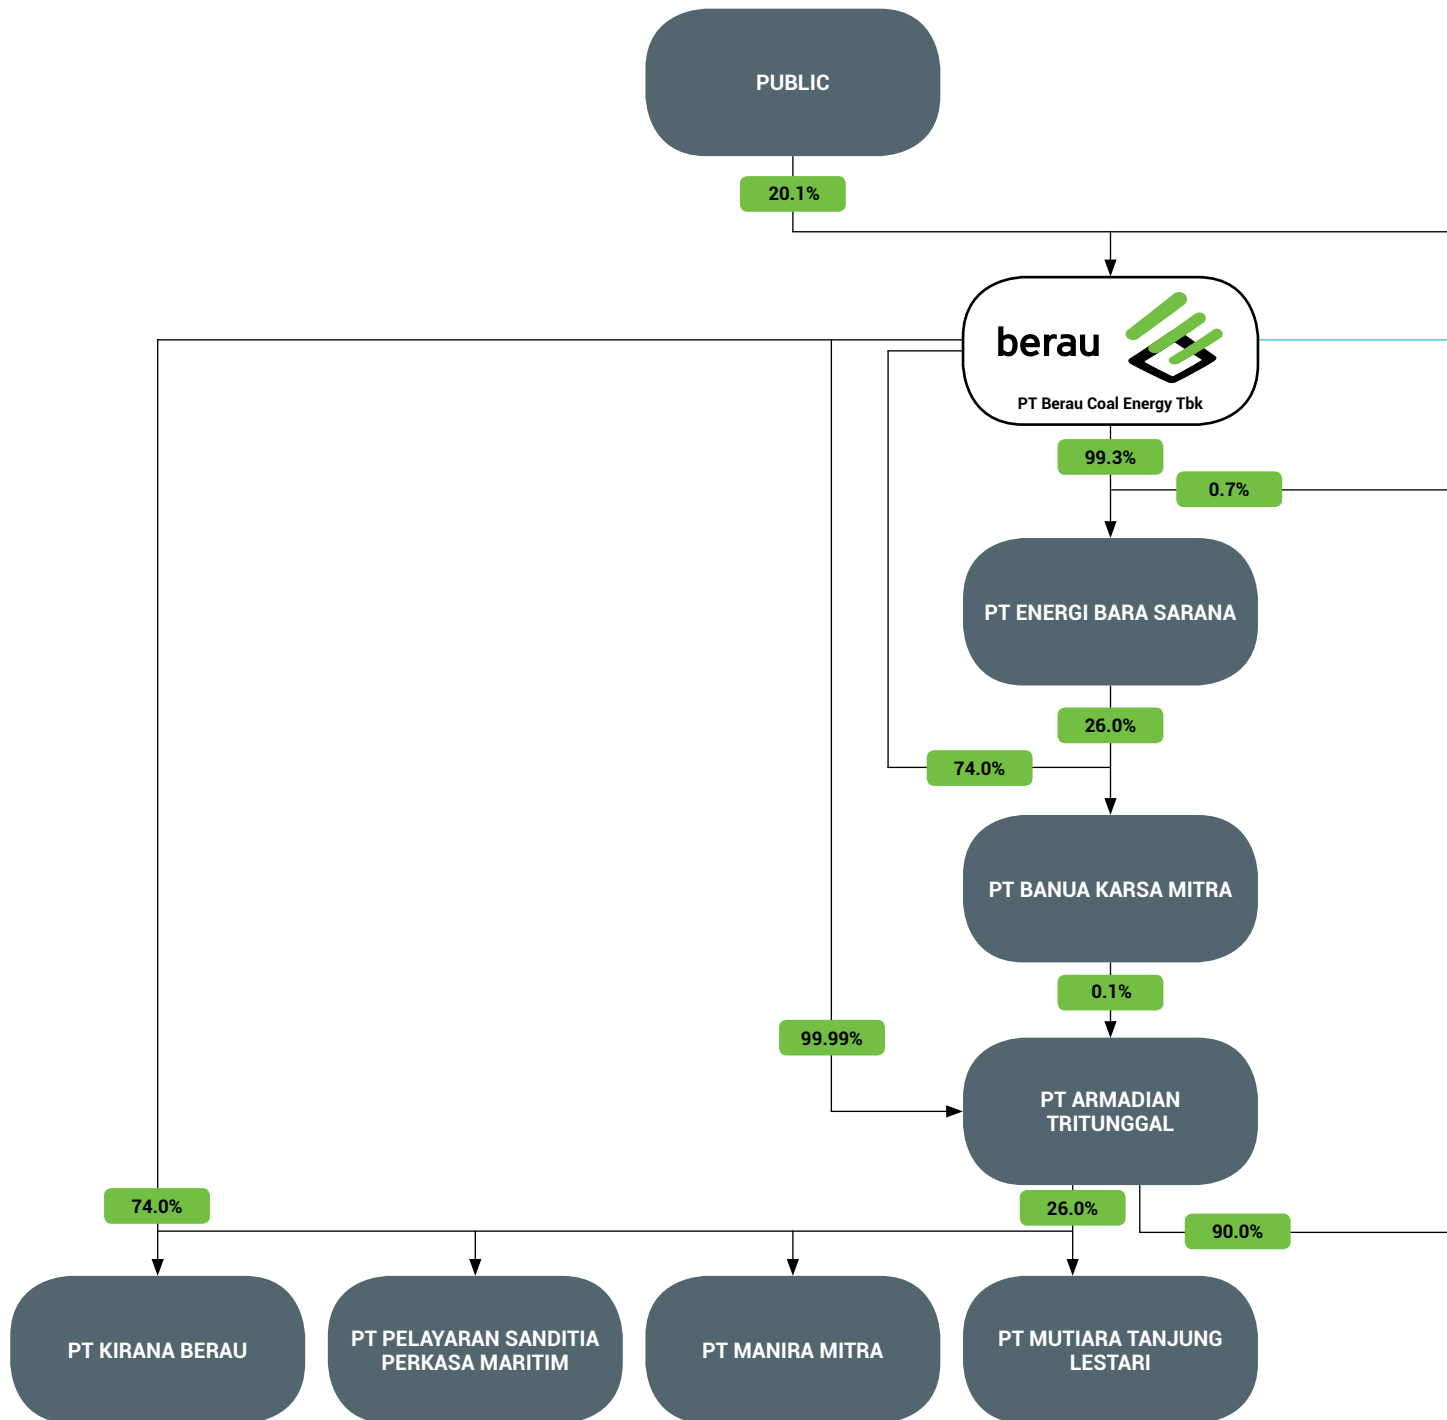 PUBLIC
20.1%
berau
PT Berau Coal Energy Tbk
99.3%
0.7%
PT ENERGI BARA SARANA
26.0%
74.0%
PT BANUA KARSA MITRA
0.1%
99.99%
PT ARMADIAN
TRITUNGGAL
74.0%
26.0%
90.0%
PT KIRANA BERAU
PT PELAYARAN SANDITIA
PERKASA MARITIM
PT MANIRA MITRA
PT MUTIARA TANJUNG
LESTARI